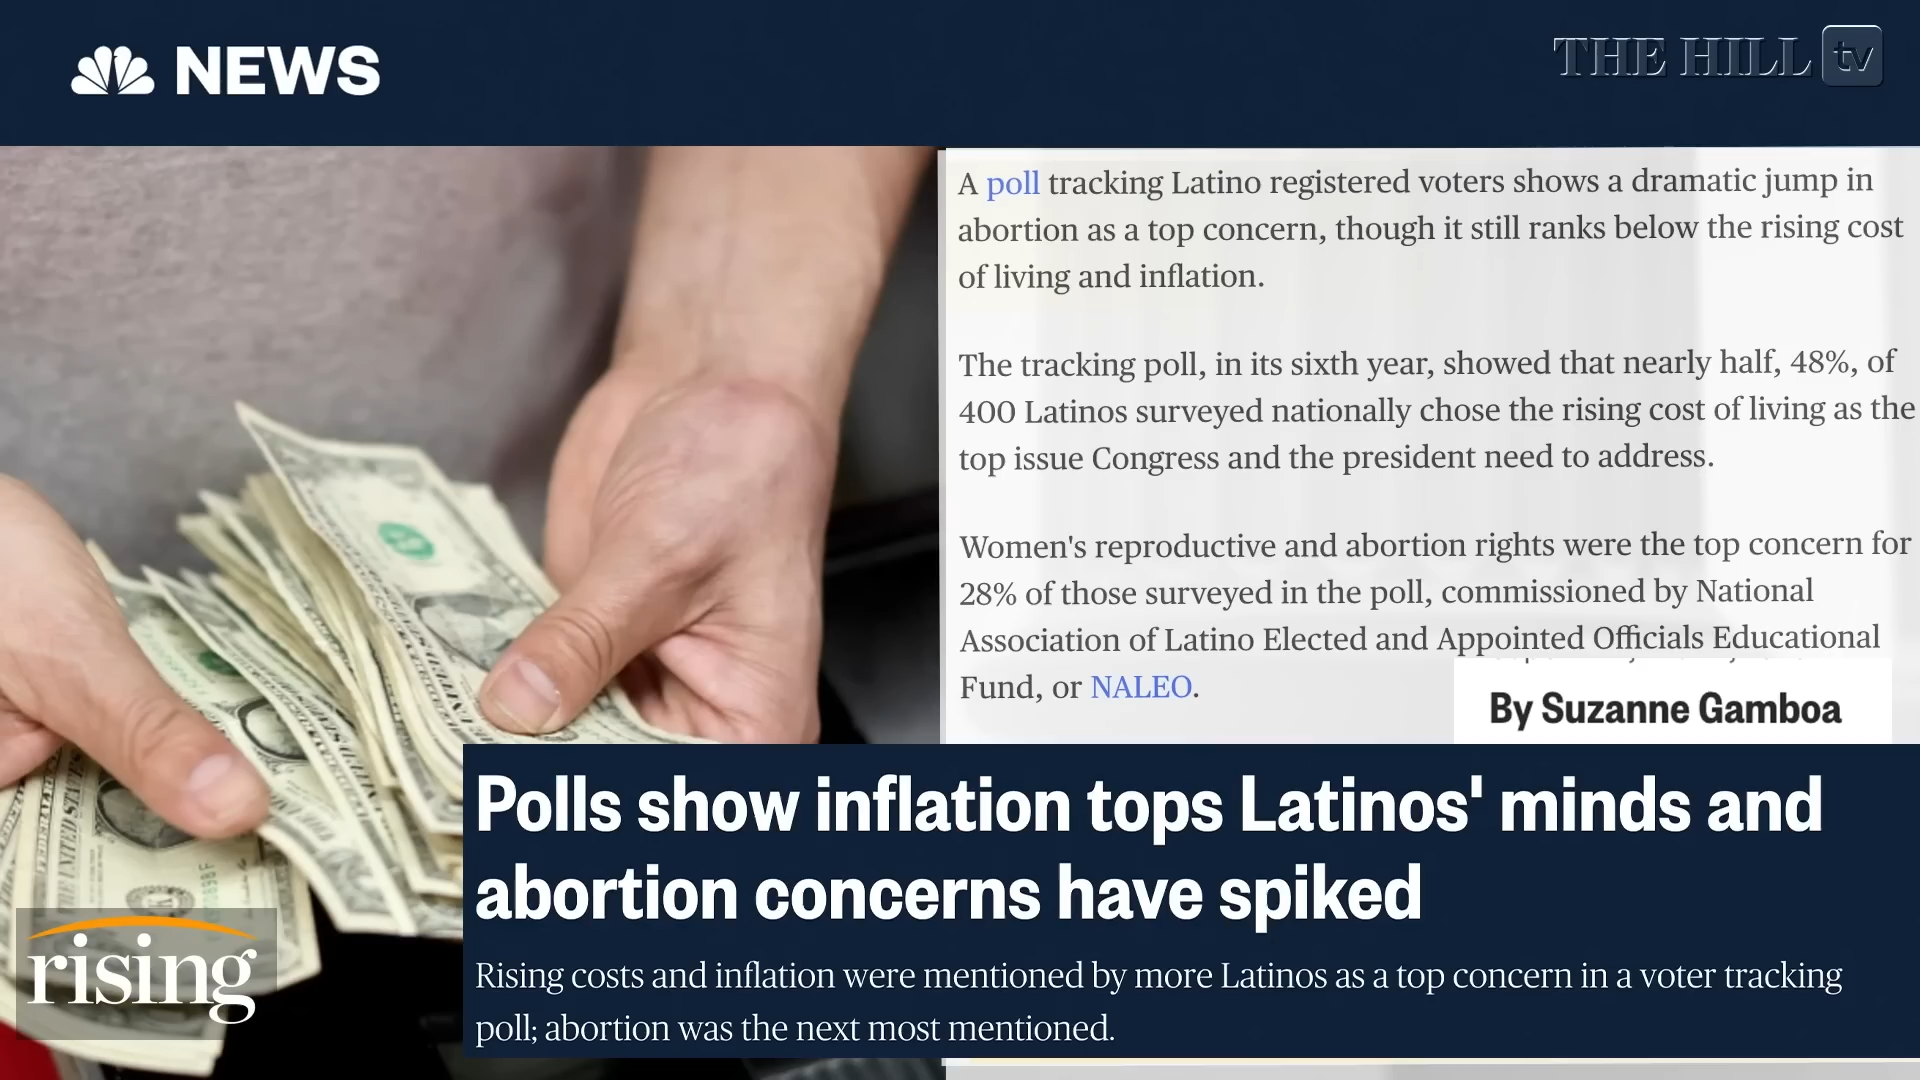 NEWS
THE HILL tv
A poll tracking Latino registered voters shows a dramatic jump in
abortion as a top concern, though it still ranks below the rising cost
of living and inflation.
The tracking poll, in its sixth year, showed that nearly half, 48%, of
400 Latinos surveyed nationally chose the rising cost of living as the
top issue Congress and the president need to address.
Women's reproductive and abortion rights were the top concern for
28% of those surveyed in the poll, commissioned by National
Association of Latino Elected and Appointed Officials Educational
Fund, or NALEO.
By Suzanne Gamboa
Polls show inflation tops Latinos' minds and
abortion concerns have spiked
Rising costs and inflation were mentioned by more Latinos as a top concern in a voter tracking
poll; abortion was the next most mentioned.
rising